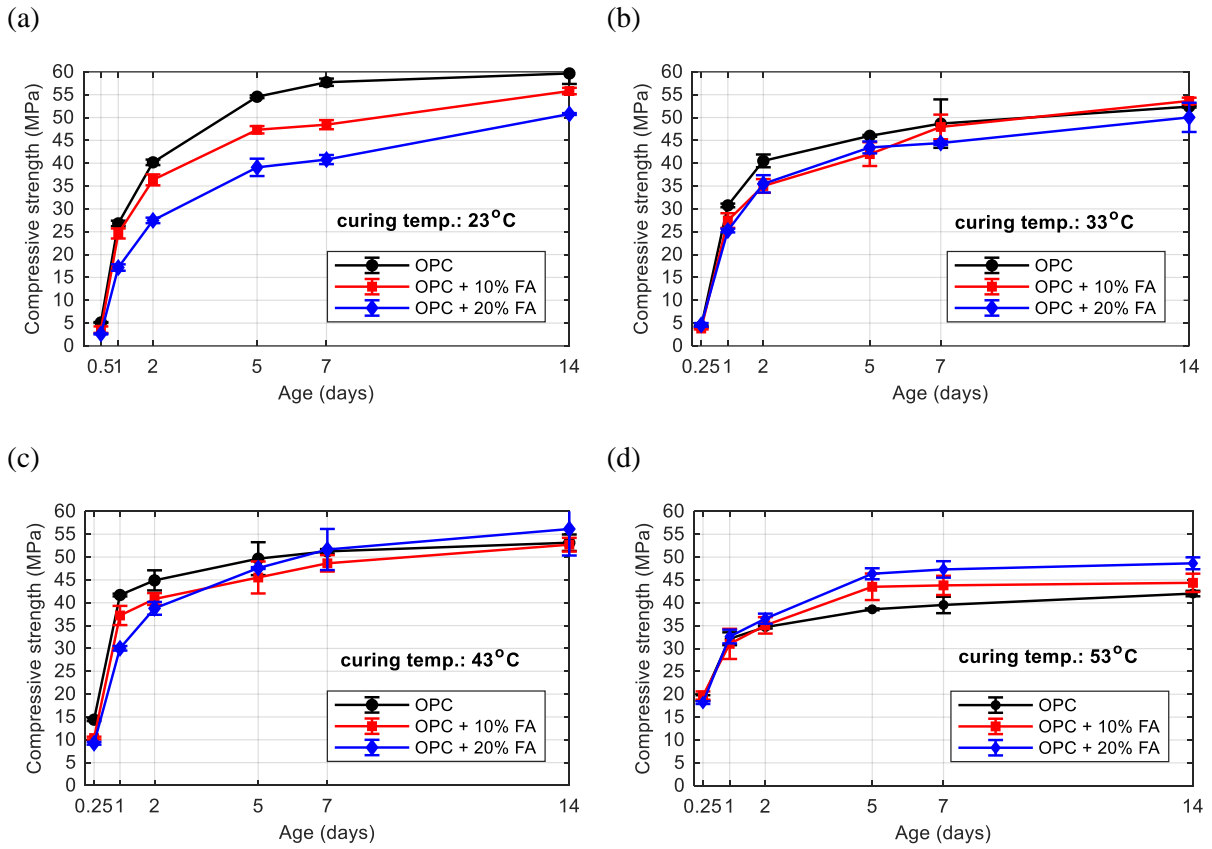 (a)
Compressive strength (MPa)
60
55
50
45
40
35
30
25
20
15
10
5
0
curing temp.: 23°C
OPC
OPC + 10% FA
OPC + 20% FA
0.5 1 2 5 7 14
Age (days)
(b)
Compressive strength (MPa)
60
55
50
45
40
35
30
25
20
15
10
5
0
curing temp.: 33°C
OPC
OPC + 10% FA
OPC + 20% FA
0.25 1 2 5 7 14
Age (days)
(c)
Compressive strength (MPa)
60
55
50
45
40
35
30
25
20
15
10
5
0
curing temp.: 43°C
OPC
OPC + 10% FA
OPC + 20% FA
0.25 1 2 5 7 14
Age (days)
(d)
Compressive strength (MPa)
60
55
50
45
40
35
30
25
20
15
10
5
0
curing temp.: 53°C
OPC
OPC + 10% FA
OPC + 20% FA
0.25 1 2 5 7 14
Age (days)